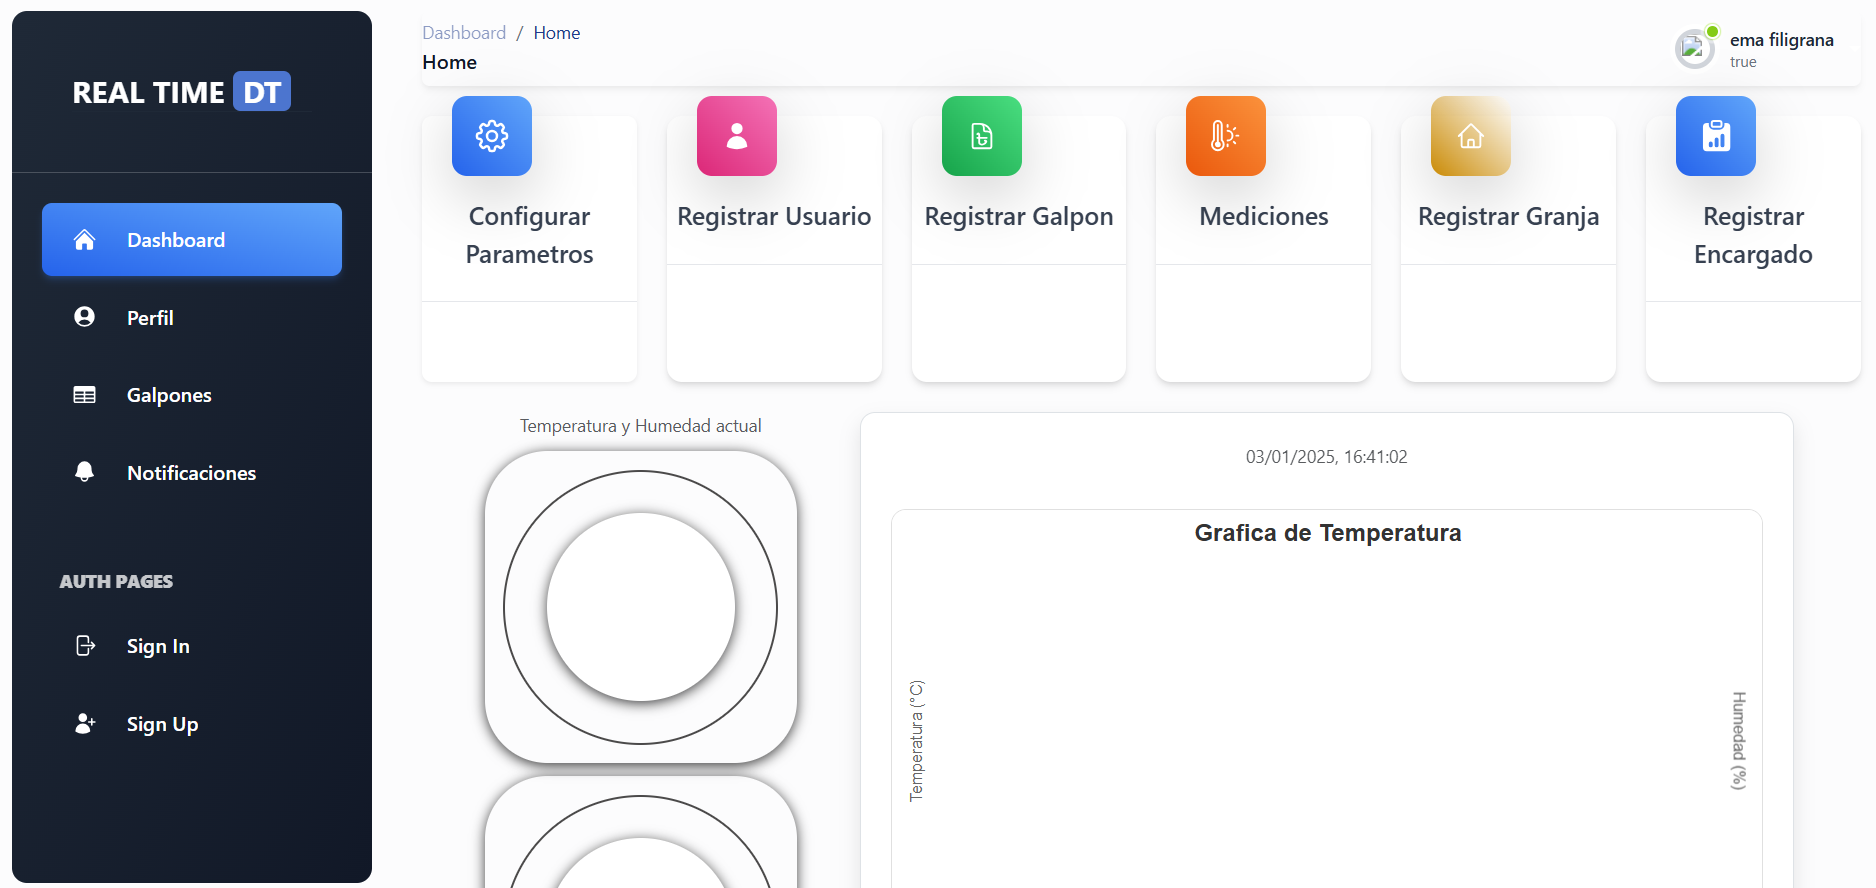 REAL TIME DT
Dashboard
Perfil
Galpones
Notificaciones
AUTH PAGES
Sign In
Sign Up
Dashboard / Home
Home
ema filigrana
true
Configurar
Parametros
Registrar Usuario
Registrar Galpon
Mediciones
Registrar Granja
Registrar
Encargado
Temperatura y Humedad actual
03/01/2025, 16:41:02
Grafica de Temperatura
Temperatura (°C)
Humedad (%)